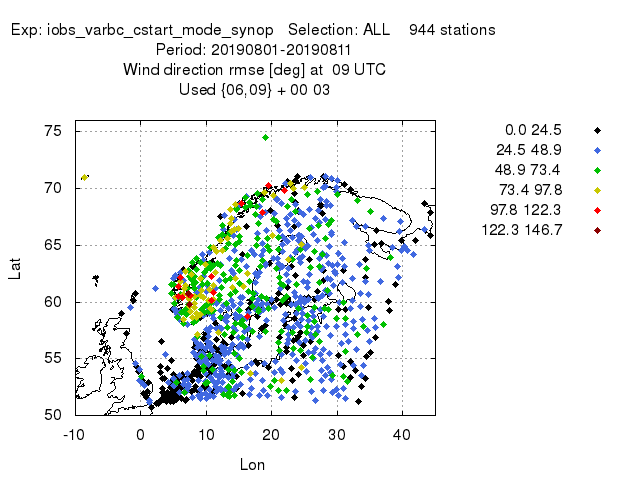 Exp: iobs_varbc_cstart_mode_synop Selection: ALL 944 stations
Period: 20190801-20190811
Wind direction rmse [deg] at 09 UTC
Used {06,09} + 00 03
0.0 24.5
24.5 48.9
48.9 73.4
73.4 97.8
97.8 122.3
122.3 146.7
Lat
75
70
65
60
55
50
-10 0 10 20 30 40
Lon